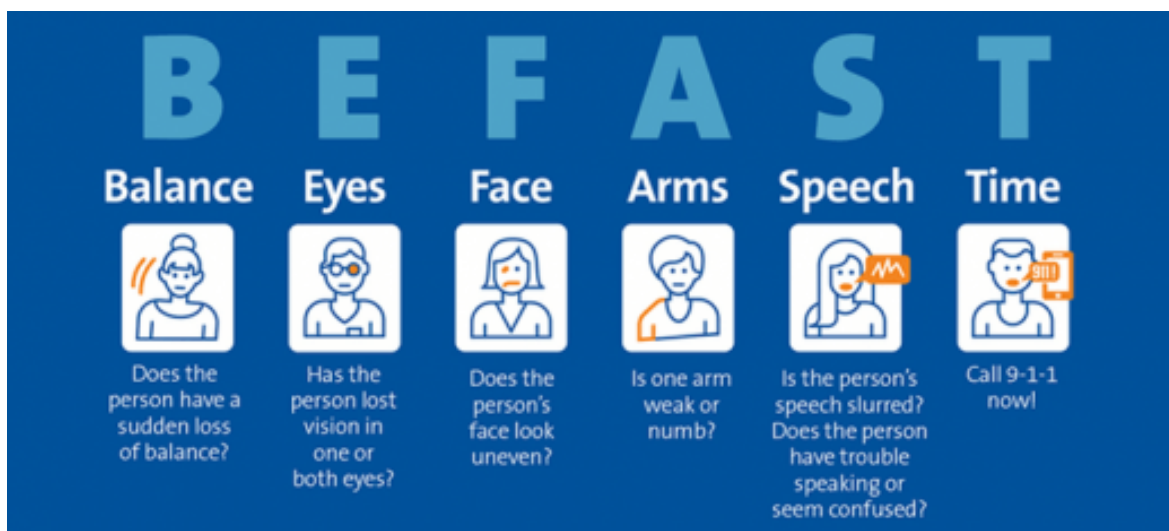 B E F A S T
Balance Eyes Face Arms Speech Time
911!
Does the
person have a
sudden loss
of balance?
Has the
person lost
vision in
one or
both eyes?
Does the
person's
face look
uneven?
Is one arm
weak or
numb?
Is the person's
speech slurred?
Does the person
have trouble
speaking or
seem confused?
Call 9-1-1
now!